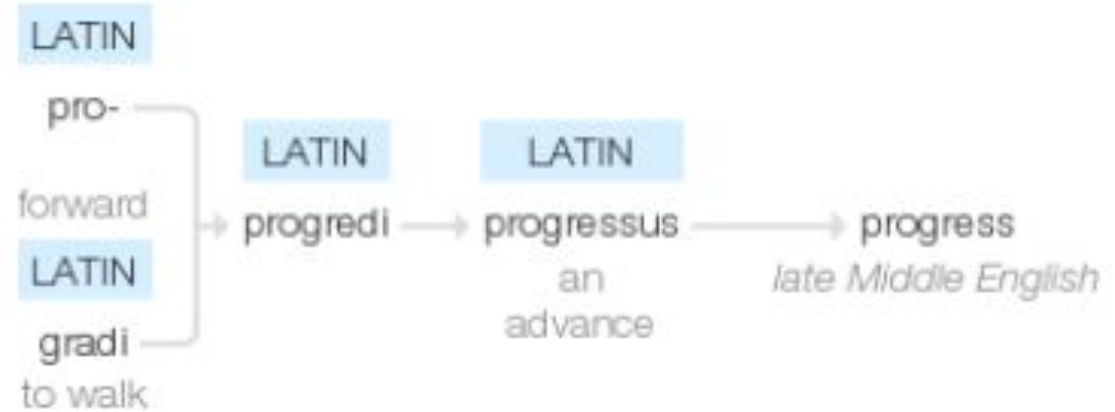 LATIN
pro-
forward
LATIN
gradi
to walk
LATIN
progredi
LATIN
progressus
an
advance
progress
late Middle English